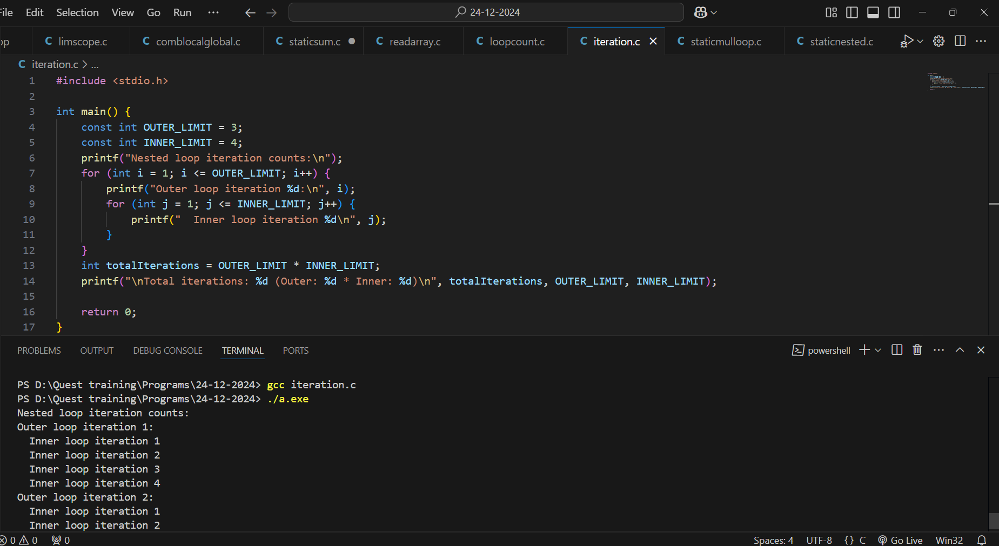 File Edit Selection View Go Run ··· 24-12-2024
limscope.c comblocalglobal.c staticsum.c readarray.c loopcount.c iteration.c staticmulloop.c staticnested.c
iteration.c > ...
1 #include <stdio.h>
2
3 int main() {
4     const int OUTER_LIMIT = 3;
5     const int INNER_LIMIT = 4;
6     printf("Nested loop iteration counts:\n");
7     for (int i = 1; i <= OUTER_LIMIT; i++) {
8         printf("Outer loop iteration %d:\n", i);
9         for (int j = 1; j <= INNER_LIMIT; j++) {
10             printf("  Inner loop iteration %d\n", j);
11         }
12     }
13     int totalIterations = OUTER_LIMIT * INNER_LIMIT;
14     printf("\nTotal iterations: %d (Outer: %d * Inner: %d)\n", totalIterations, OUTER_LIMIT, INNER_LIMIT);
15
16     return 0;
17 }
PROBLEMS OUTPUT DEBUG CONSOLE TERMINAL PORTS powershell
PS D:\Quest training\Programs\24-12-2024> gcc iteration.c
PS D:\Quest training\Programs\24-12-2024> ./a.exe
Nested loop iteration counts:
Outer loop iteration 1:
  Inner loop iteration 1
  Inner loop iteration 2
  Inner loop iteration 3
  Inner loop iteration 4
Outer loop iteration 2:
  Inner loop iteration 1
  Inner loop iteration 2
0 0 0 Spaces: 4 UTF-8 {} C Go Live Win32